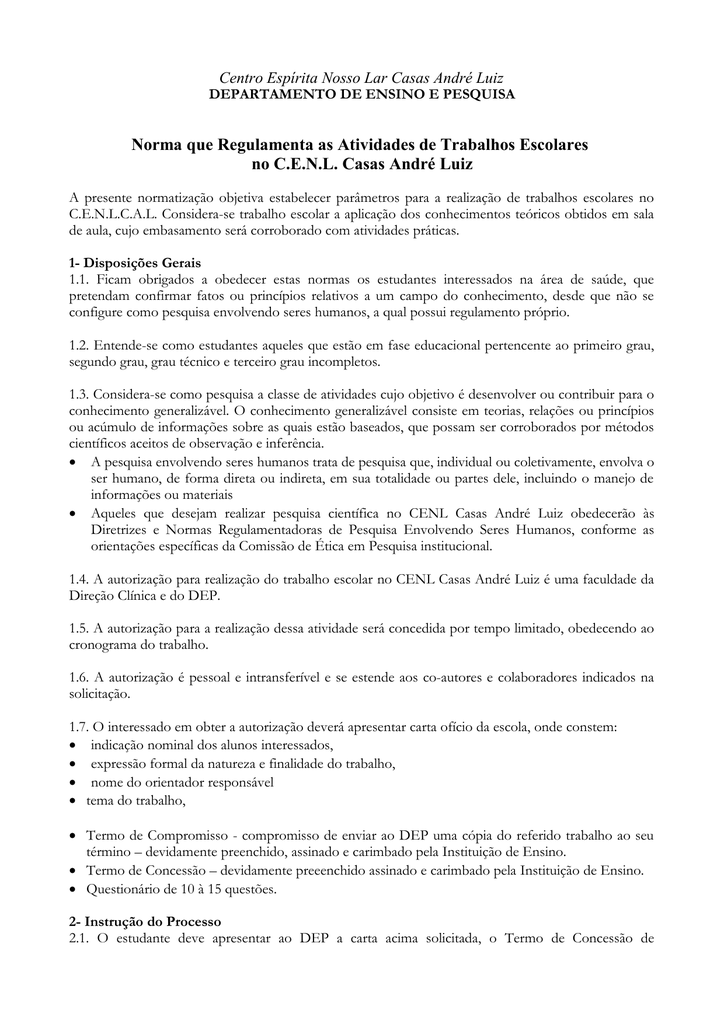 Centro Espírita Nosso Lar Casas André Luiz
DEPARTAMENTO DE ENSINO E PESQUISA
Norma que Regulamenta as Atividades de Trabalhos Escolares
no C.E.N.L. Casas André Luiz
A presente normatização objetiva estabelecer parâmetros para a realização de trabalhos escolares no
C.E.N.L.C.A.L. Considera-se trabalho escolar a aplicação dos conhecimentos teóricos obtidos em sala
de aula, cujo embasamento será corroborado com atividades práticas.
1- Disposições Gerais
1.1. Ficam obrigados a obedecer estas normas os estudantes interessados na área de saúde, que
pretendam confirmar fatos ou princípios relativos a um campo do conhecimento, desde que não se
configure como pesquisa envolvendo seres humanos, a qual possui regulamento próprio.
1.2. Entende-se como estudantes aqueles que estão em fase educacional pertencente ao primeiro grau,
segundo grau, grau técnico e terceiro grau incompletos.
1.3. Considera-se como pesquisa a classe de atividades cujo objetivo é desenvolver ou contribuir para o
conhecimento generalizável. O conhecimento generalizável consiste em teorias, relações ou princípios
ou acúmulo de informações sobre as quais estão baseados, que possam ser corroborados por métodos
científicos aceitos de observação e inferência.
• A pesquisa envolvendo seres humanos trata de pesquisa que, individual ou coletivamente, envolva o
ser humano, de forma direta ou indireta, em sua totalidade ou partes dele, incluindo o manejo de
informações ou materiais
• Aqueles que desejam realizar pesquisa científica no CENL Casas André Luiz obedecerão às
Diretrizes e Normas Regulamentadoras de Pesquisa Envolvendo Seres Humanos, conforme as
orientações específicas da Comissão de Ética em Pesquisa institucional.
1.4. A autorização para realização do trabalho escolar no CENL Casas André Luiz é uma faculdade da
Direção Clínica e do DEP.
1.5. A autorização para a realização dessa atividade será concedida por tempo limitado, obedecendo ao
cronograma do trabalho.
1.6. A autorização é pessoal e intransferível e se estende aos co-autores e colaboradores indicados na
solicitação.
1.7. O interessado em obter a autorização deverá apresentar carta ofício da escola, onde constem:
• indicação nominal dos alunos interessados,
• expressão formal da natureza e finalidade do trabalho,
• nome do orientador responsável
• tema do trabalho,
• Termo de Compromisso - compromisso de enviar ao DEP uma cópia do referido trabalho ao seu
término – devidamente preenchido, assinado e carimbado pela Instituição de Ensino.
• Termo de Concessão – devidamente preeenchido assinado e carimbado pela Instituição de Ensino.
• Questionário de 10 à 15 questões.
2- Instrução do Processo
2.1. O estudante deve apresentar ao DEP a carta acima solicitada, o Termo de Concessão de